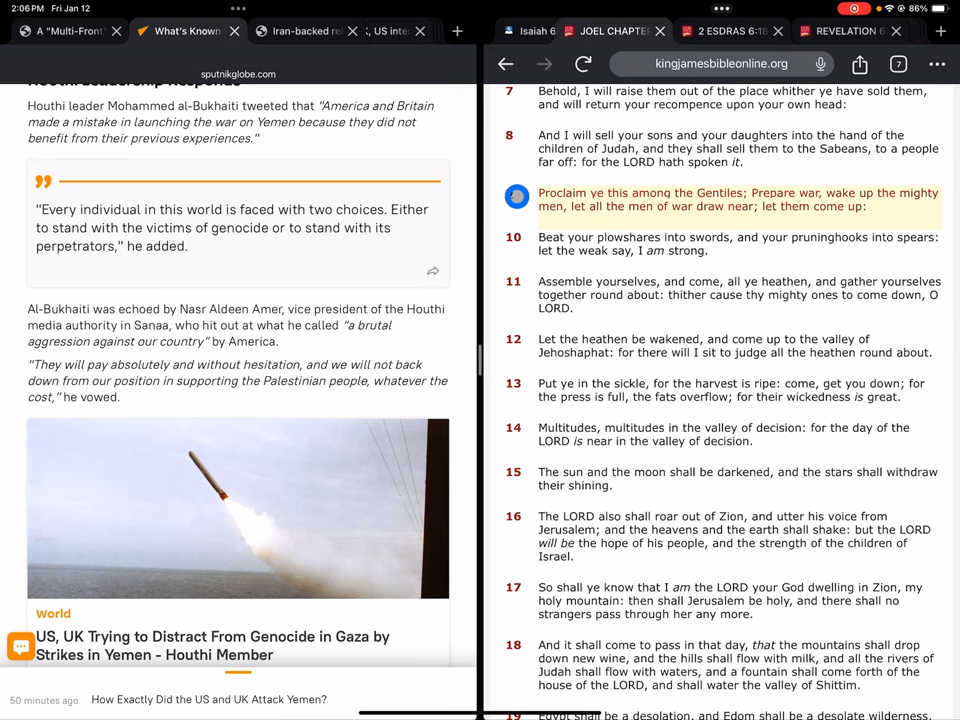 2:06 PM Fri Jan 12
86%
A "Multi-Front
What's Known
Iran-backed re
, US inte
sputnikglobe.com
Houthi Leadership Responds
Houthi leader Mohammed al-Bukhaiti tweeted that "America and Britain
made a mistake in launching the war on Yemen because they did not
benefit from their previous experiences."
"Every individual in this world is faced with two choices. Either
to stand with the victims of genocide or to stand with its
perpetrators," he added.
Al-Bukhaiti was echoed by Nasr Aldeen Amer, vice president of the Houthi
media authority in Sanaa, who hit out at what he called "a brutal
aggression against our country" by America.
"They will pay absolutely and without hesitation, and we will not back
down from our position in supporting the Palestinian people, whatever the
cost," he vowed.
World
US, UK Trying to Distract From Genocide in Gaza by
Strikes in Yemen - Houthi Member
50 minutes ago How Exactly Did the US and UK Attack Yemen?
Isaiah 6
JOEL CHAPTE
2 ESDRAS 6:18
REVELATION 6
kingjamesbibleonline.org
7
7 Behold, I will raise them out of the place whither ye have sold them,
and will return your recompence upon your own head:
8 And I will sell your sons and your daughters into the hand of the
children of Judah, and they shall sell them to the Sabeans, to a people
far off: for the LORD hath spoken it.
Proclaim ye this among the Gentiles; Prepare war, wake up the mighty
men, let all the men of war draw near; let them come up:
10 Beat your plowshares into swords, and your pruninghooks into spears:
let the weak say, I am strong.
11 Assemble yourselves, and come, all ye heathen, and gather yourselves
together round about: thither cause thy mighty ones to come down, O
LORD.
12 Let the heathen be wakened, and come up to the valley of
Jehoshaphat: for there will I sit to judge all the heathen round about.
13 Put ye in the sickle, for the harvest is ripe: come, get you down; for
the press is full, the fats overflow; for their wickedness is great.
14 Multitudes, multitudes in the valley of decision: for the day of the
LORD is near in the valley of decision.
15 The sun and the moon shall be darkened, and the stars shall withdraw
their shining.
16 The LORD also shall roar out of Zion, and utter his voice from
Jerusalem; and the heavens and the earth shall shake: but the LORD
will be the hope of his people, and the strength of the children of
Israel.
17 So shall ye know that I am the LORD your God dwelling in Zion, my
holy mountain: then shall Jerusalem be holy, and there shall no
strangers pass through her any more.
18 And it shall come to pass in that day, that the mountains shall drop
down new wine, and the hills shall flow with milk, and all the rivers of
Judah shall flow with waters, and a fountain shall come forth of the
house of the LORD, and shall water the valley of Shittim.
19 Egypt shall be a desolation, and Edom shall be a desolate wilderness,